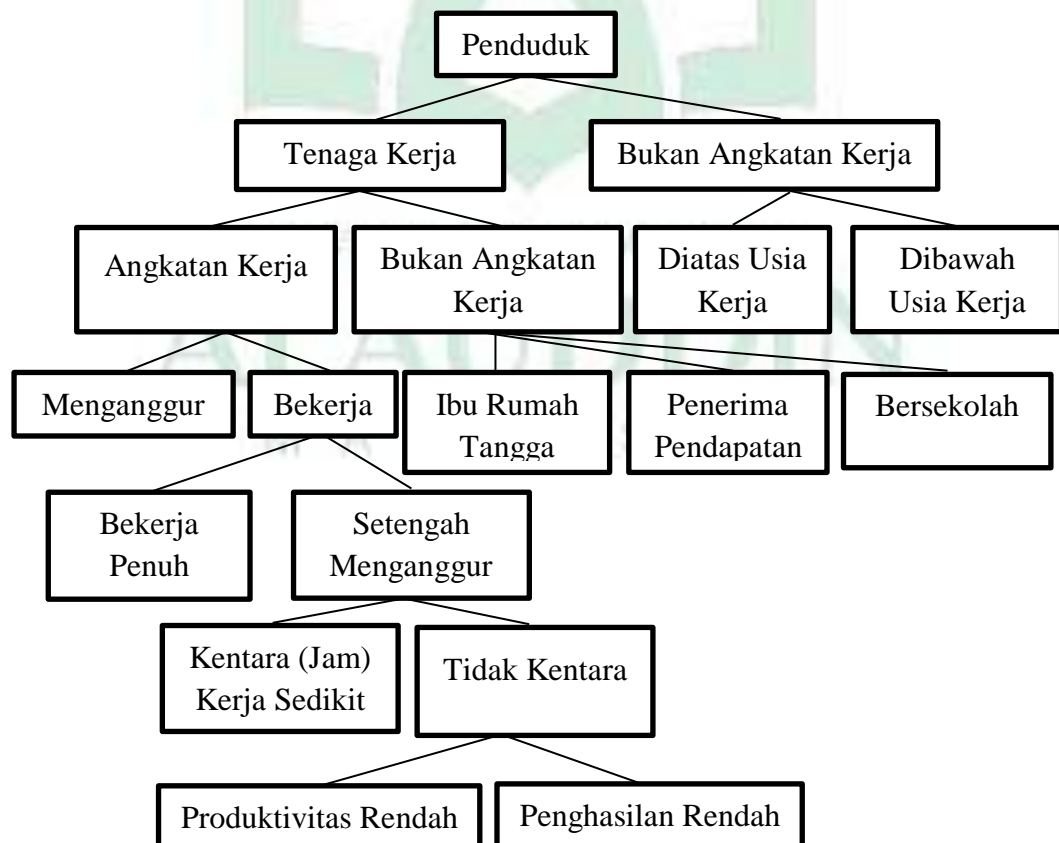 Penduduk
Tenaga Kerja
Bukan Angkatan Kerja
Angkatan Kerja
Bukan Angkatan
Kerja
Diatas Usia
Kerja
Dibawah
Usia Kerja
Menganggur
Bekerja
Ibu Rumah
Tangga
Penerima
Pendapatan
Bersekolah
Bekerja
Penuh
Setengah
Menganggur
Kentara (Jam)
Kerja Sedikit
Tidak Kentara
Produktivitas Rendah
Penghasilan Rendah